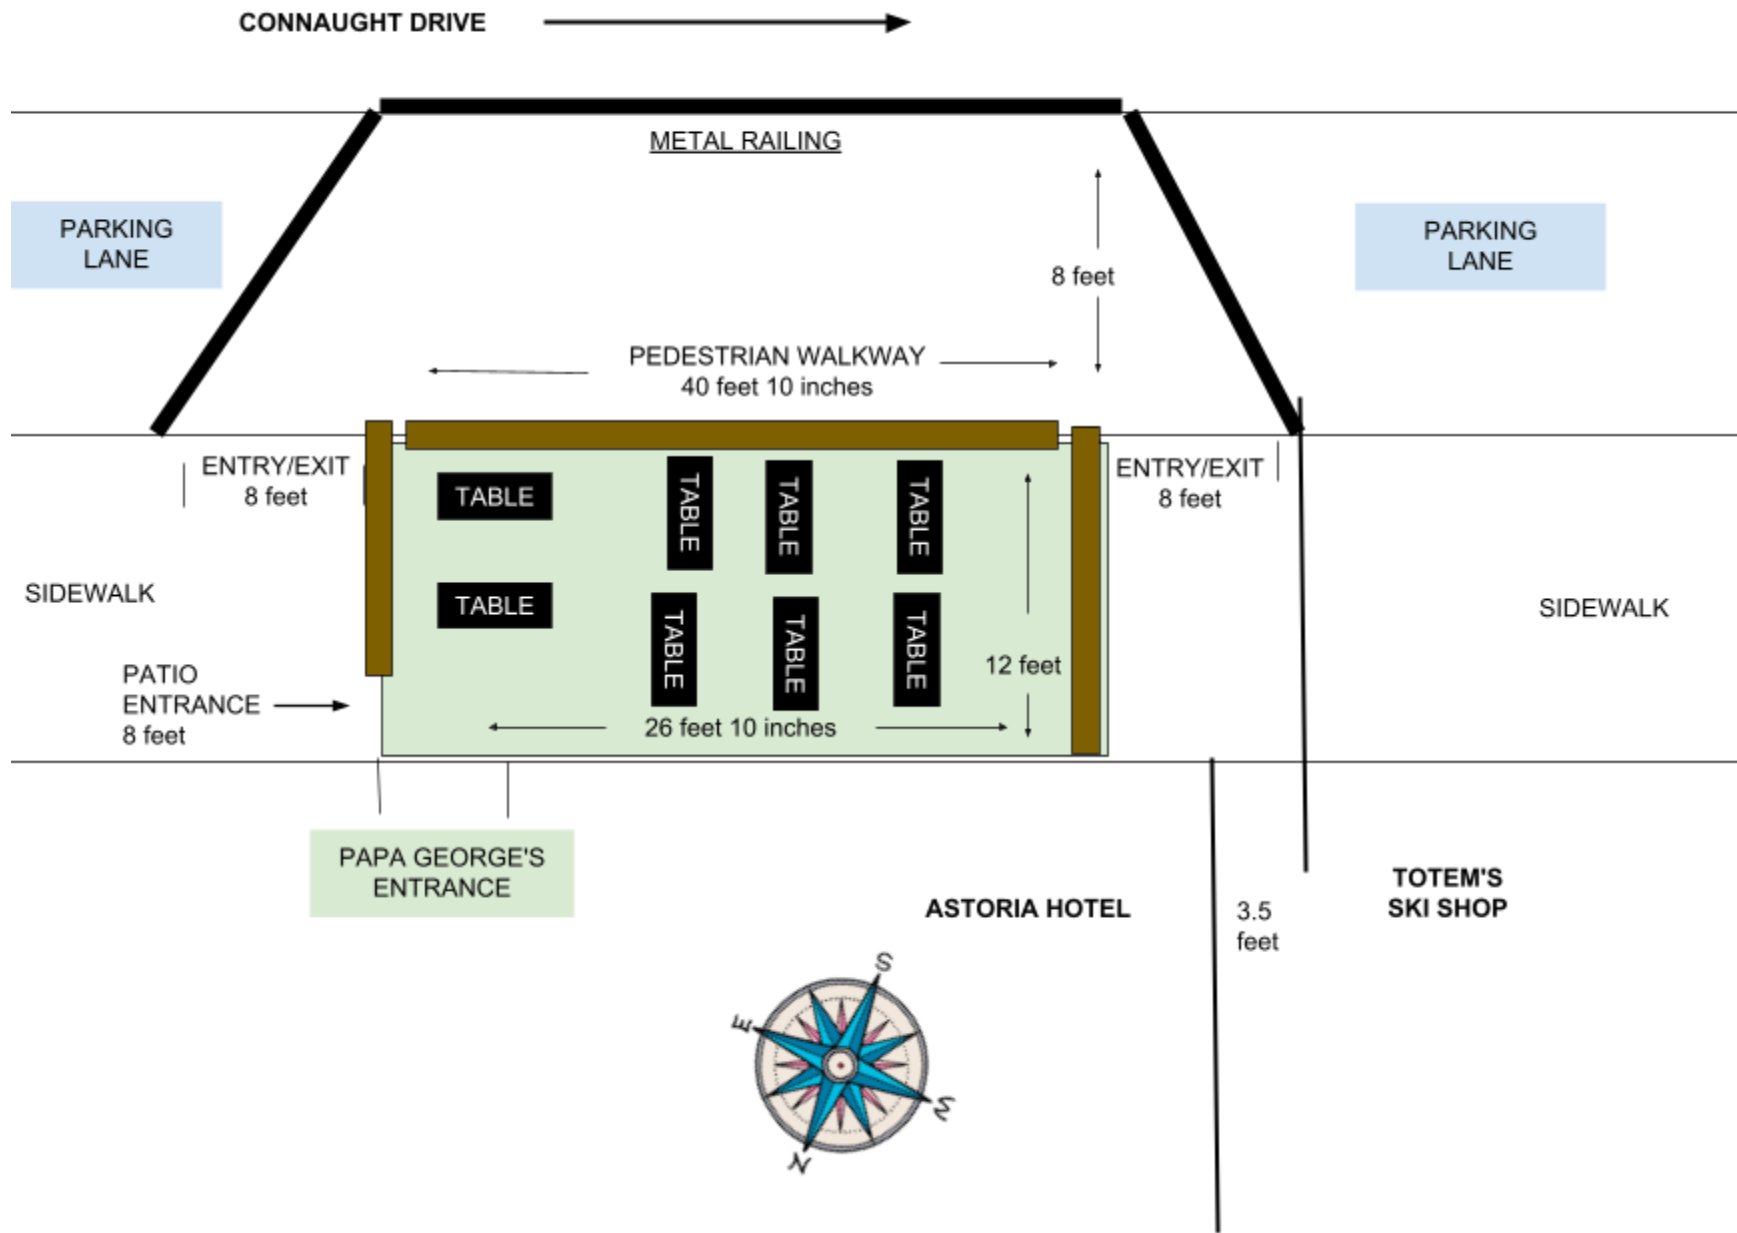 CONNAUGHT DRIVE
METAL RAILING
PARKING
LANE
PARKING
LANE
8 feet
PEDESTRIAN WALKWAY
40 feet 10 inches
ENTRY/EXIT
8 feet
ENTRY/EXIT
8 feet
TABLE
TABLE
TABLE
TABLE
TABLE
TABLE
TABLE
TABLE
SIDEWALK
SIDEWALK
12 feet
PATIO
ENTRANCE
8 feet
26 feet 10 inches
PAPA GEORGE'S
ENTRANCE
ASTORIA HOTEL
3.5
feet
TOTEM'S
SKI SHOP
S
E
W
N